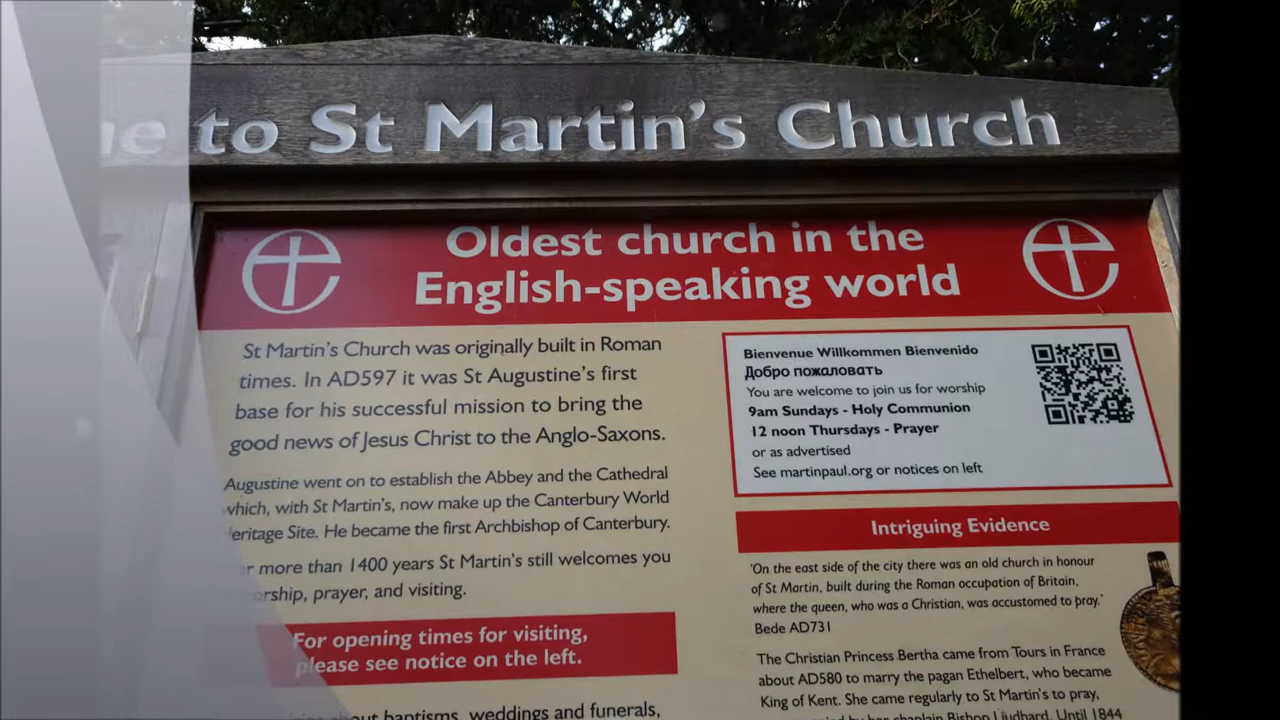 to St Martin's Church
Oldest church in the
English-speaking world
St Martin's Church was originally built in Roman
times. In AD597 it was St Augustine's first
base for his successful mission to bring the
good news of Jesus Christ to the Anglo-Saxons.
Augustine went on to establish the Abbey and the Cathedral
which, with St Martin's, now make up the Canterbury World
Site. He became the first Archbishop of Canterbury.
more than 1400 years St Martin's still welcomes you
prayer, and visiting.
For opening times for visiting,
please see notice on the left.
about baptisms, weddings and funerals,
Bienvenue Willkommen Bienvenido
Добро пожаловать
You are welcome to join us for worship
9am Sundays - Holy Communion
12 noon Thursdays - Prayer
or as advertised
See martinpaul.org or notices on left
Intriguing Evidence
'On the east side of the city there was an old church in honour
of St Martin, built during the Roman occupation of Britain,
where the queen, who was a Christian, was accustomed to pray.'
Bede AD731
The Christian Princess Bertha came from Tours in France
about AD580 to marry the pagan Ethelbert, who became
King of Kent. She came regularly to St Martin's to pray,
by her chaplain Bishop Liudhard. Until 1844